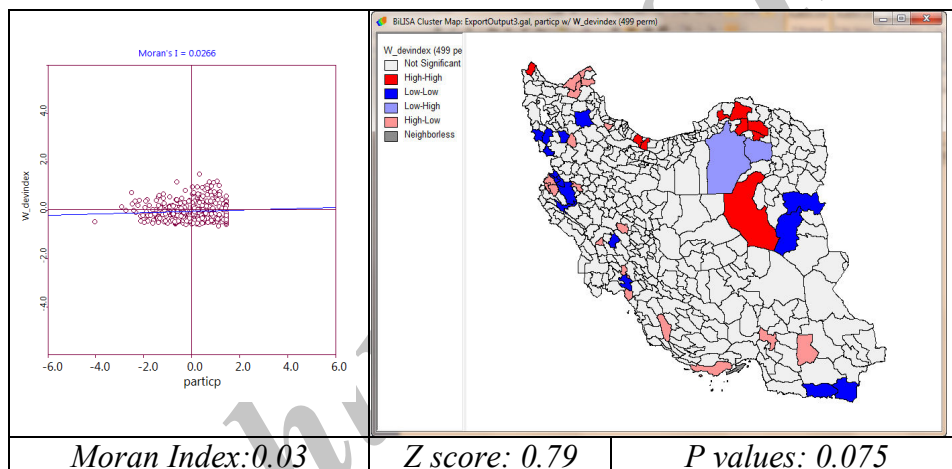 Moran's I = 0.0266
W_devindex
4.0
2.0
0.0
-2.0
-4.0
-6.0 -4.0 -2.0 0.0 2.0 4.0 6.0
particp
BiLISA Cluster Map: ExportOutput3.gal, particp w/ W_devindex (499 perm)
W_devindex (499 pe
Not Significant
High-High
Low-Low
Low-High
High-Low
Neighborless
Moran Index:0.03 Z score: 0.79 P values: 0.075